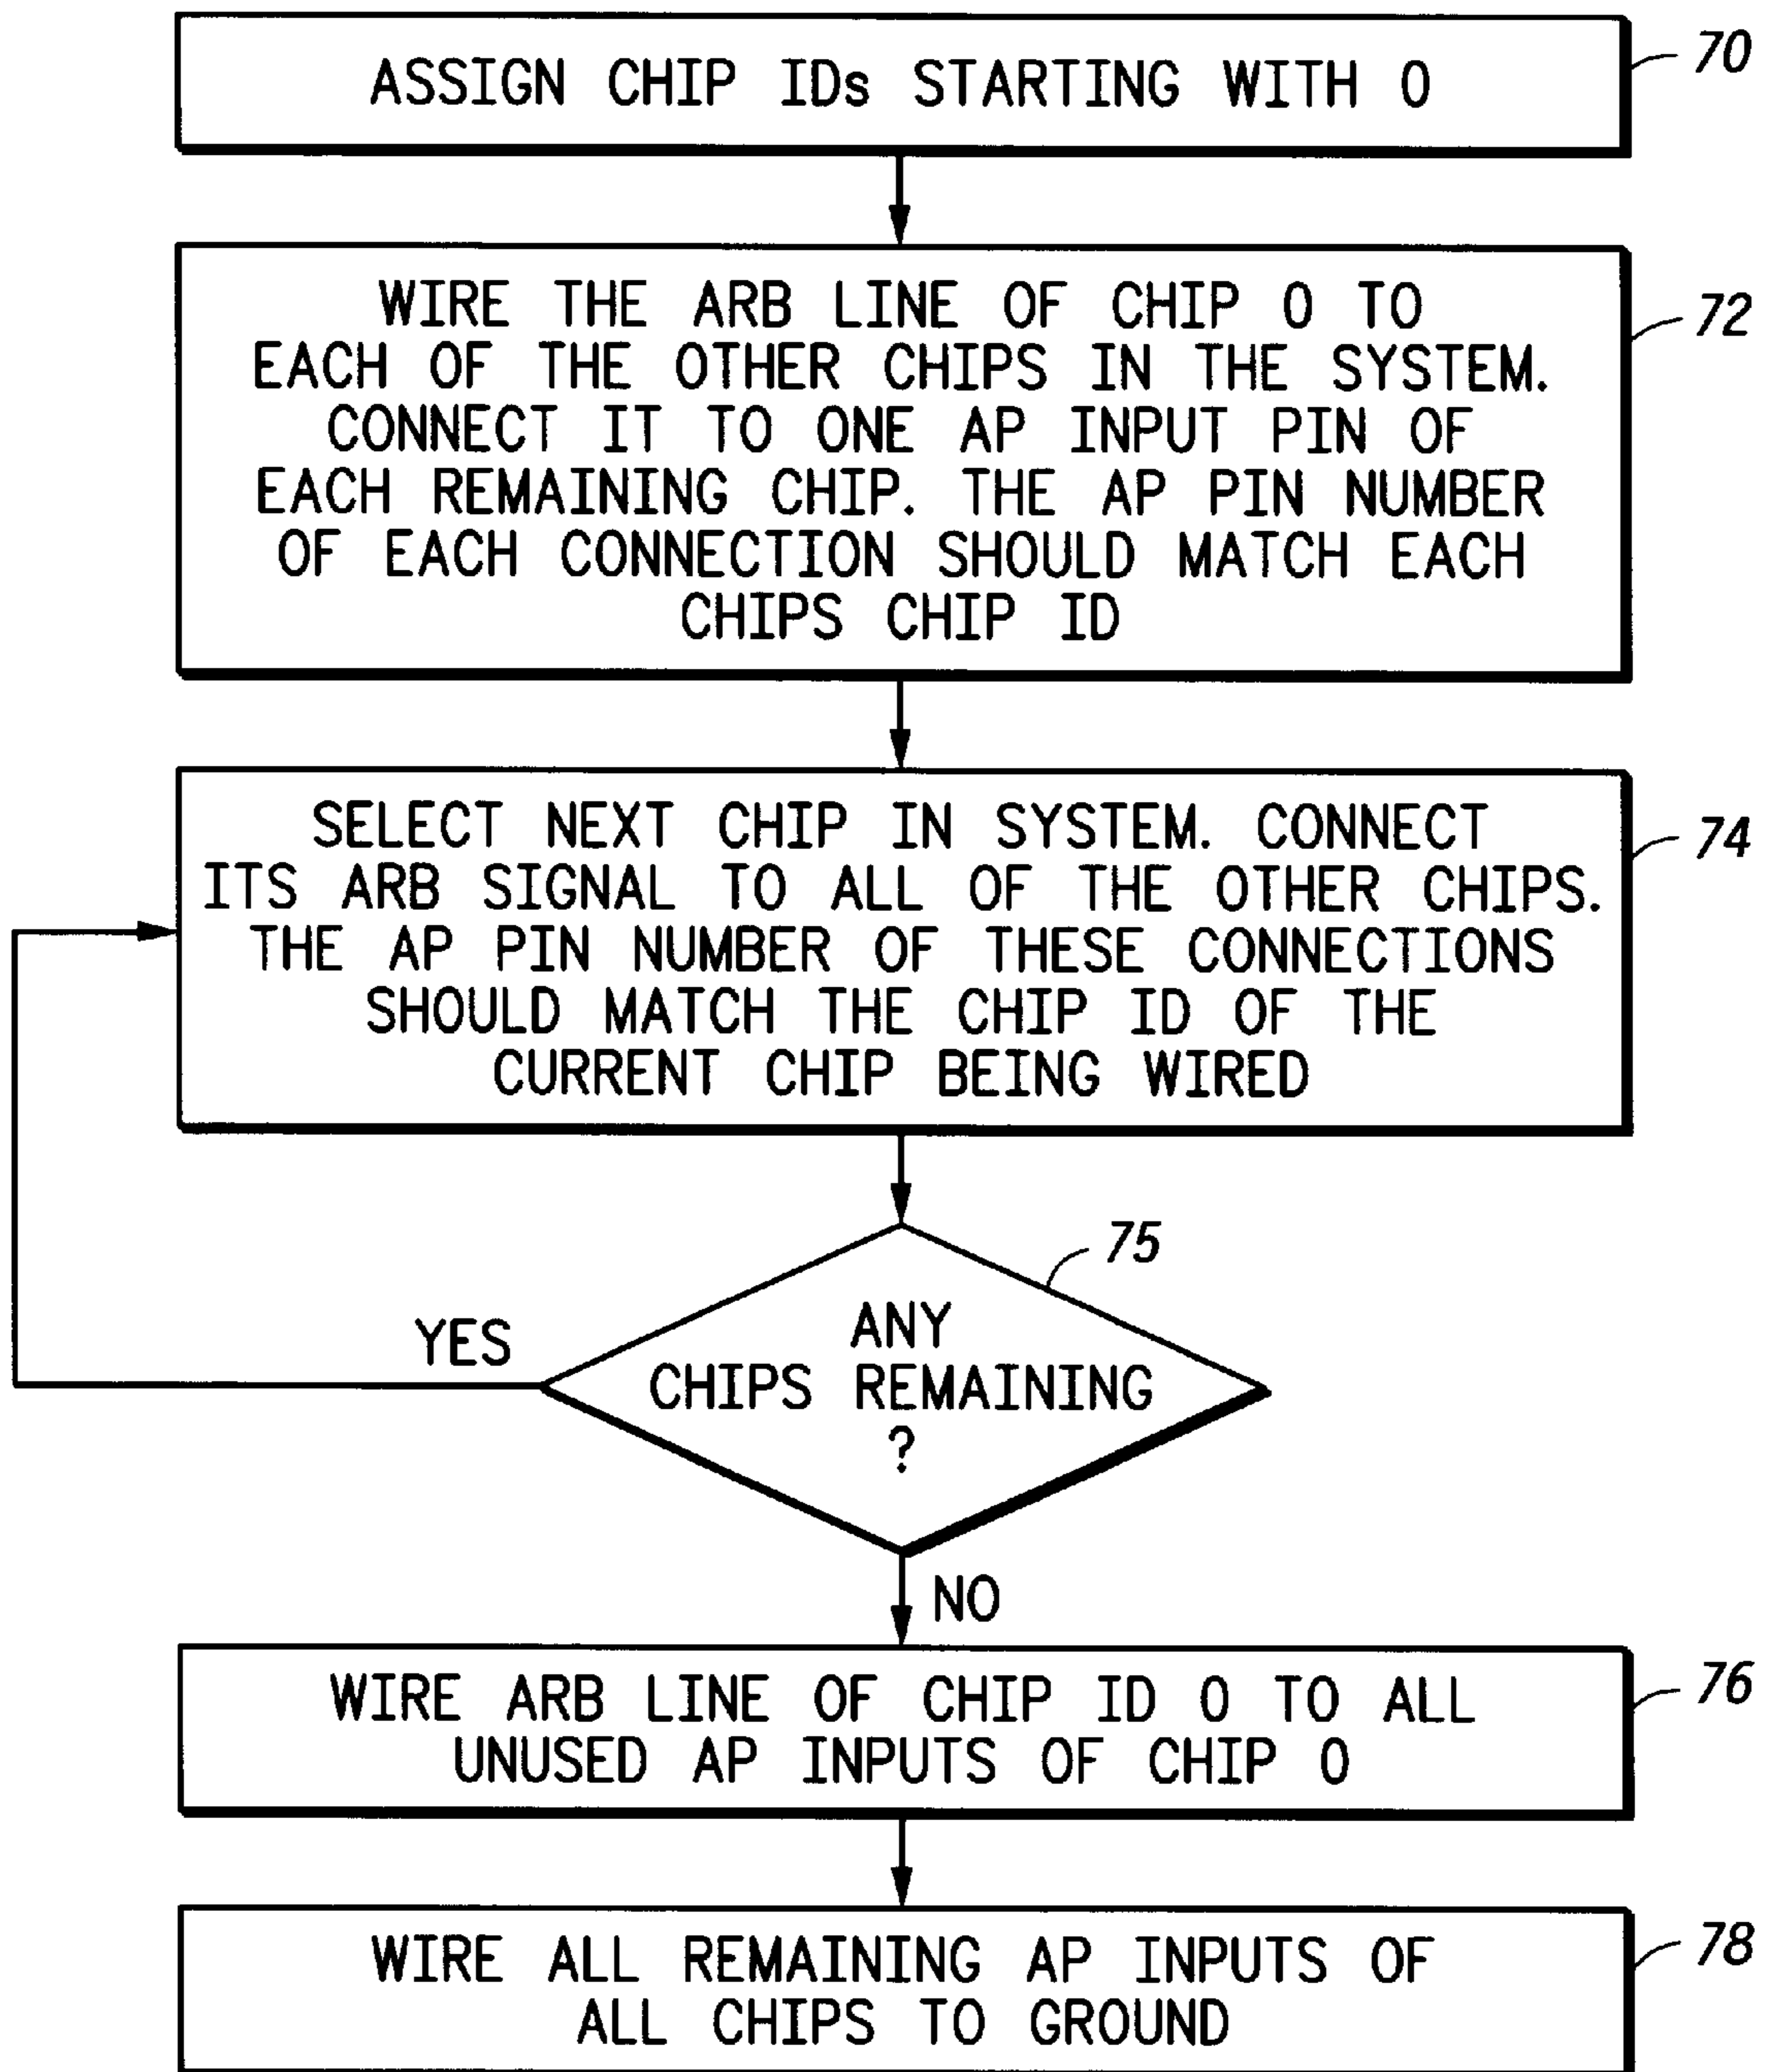 ASSIGN CHIP IDs STARTING WITH 0
70
WIRE THE ARB LINE OF CHIP 0 TO
EACH OF THE OTHER CHIPS IN THE SYSTEM.
CONNECT IT TO ONE AP INPUT PIN OF
EACH REMAINING CHIP. THE AP PIN NUMBER
OF EACH CONNECTION SHOULD MATCH EACH
CHIPS CHIP ID
72
SELECT NEXT CHIP IN SYSTEM. CONNECT
ITS ARB SIGNAL TO ALL OF THE OTHER CHIPS.
THE AP PIN NUMBER OF THESE CONNECTIONS
SHOULD MATCH THE CHIP ID OF THE
CURRENT CHIP BEING WIRED
74
75
ANY
CHIPS REMAINING
?
YES
NO
WIRE ARB LINE OF CHIP ID 0 TO ALL
UNUSED AP INPUTS OF CHIP 0
76
WIRE ALL REMAINING AP INPUTS OF
ALL CHIPS TO GROUND
78